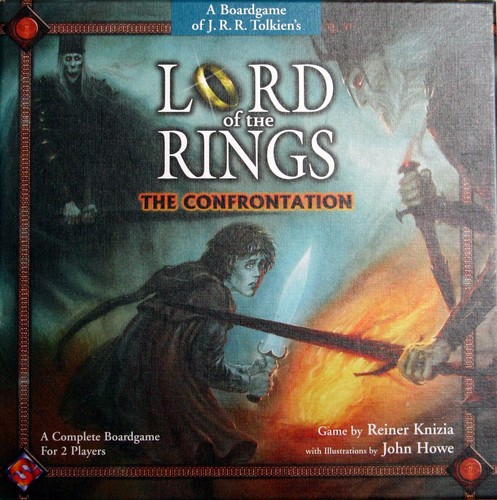 A Boardgame
of J. R. R. Tolkien's
LORD
of the
RINGS
THE CONFRONTATION
Game by Reiner Knizia
with Illustrations by John Howe
A Complete Boardgame
For 2 Players